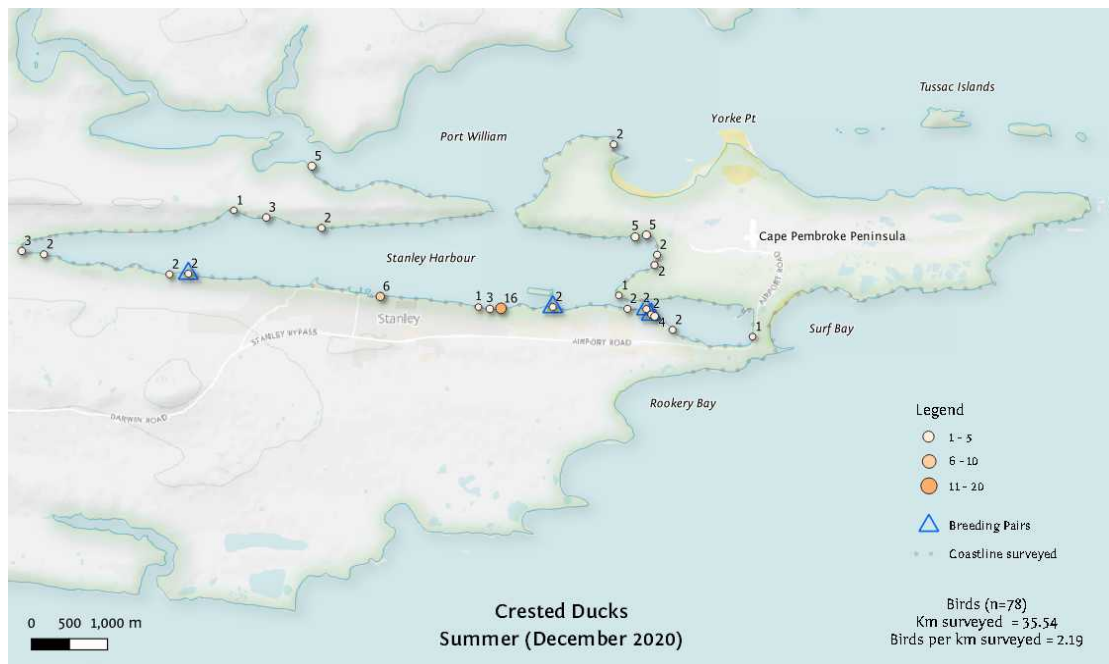 Tussac Islands
Yorke Pt
Port William
2
5
1
3
2
5
5
Cape Pembroke Peninsula
3
2
2
2
Stanley Harbour
2
2
AIRPORT ROAD
6
1
3
16
2
1
2
2
2
4
2
1
Stanley
Surf Bay
STANLEY BYPASS
AIRPORT ROAD
Rookery Bay
DARWIN ROAD
Legend
1 - 5
6 - 10
11 - 20
Breeding Pairs
Coastline surveyed
0 500 1,000 m
Crested Ducks
Summer (December 2020)
Birds (n=78)
Km surveyed = 35.54
Birds per km surveyed = 2.19